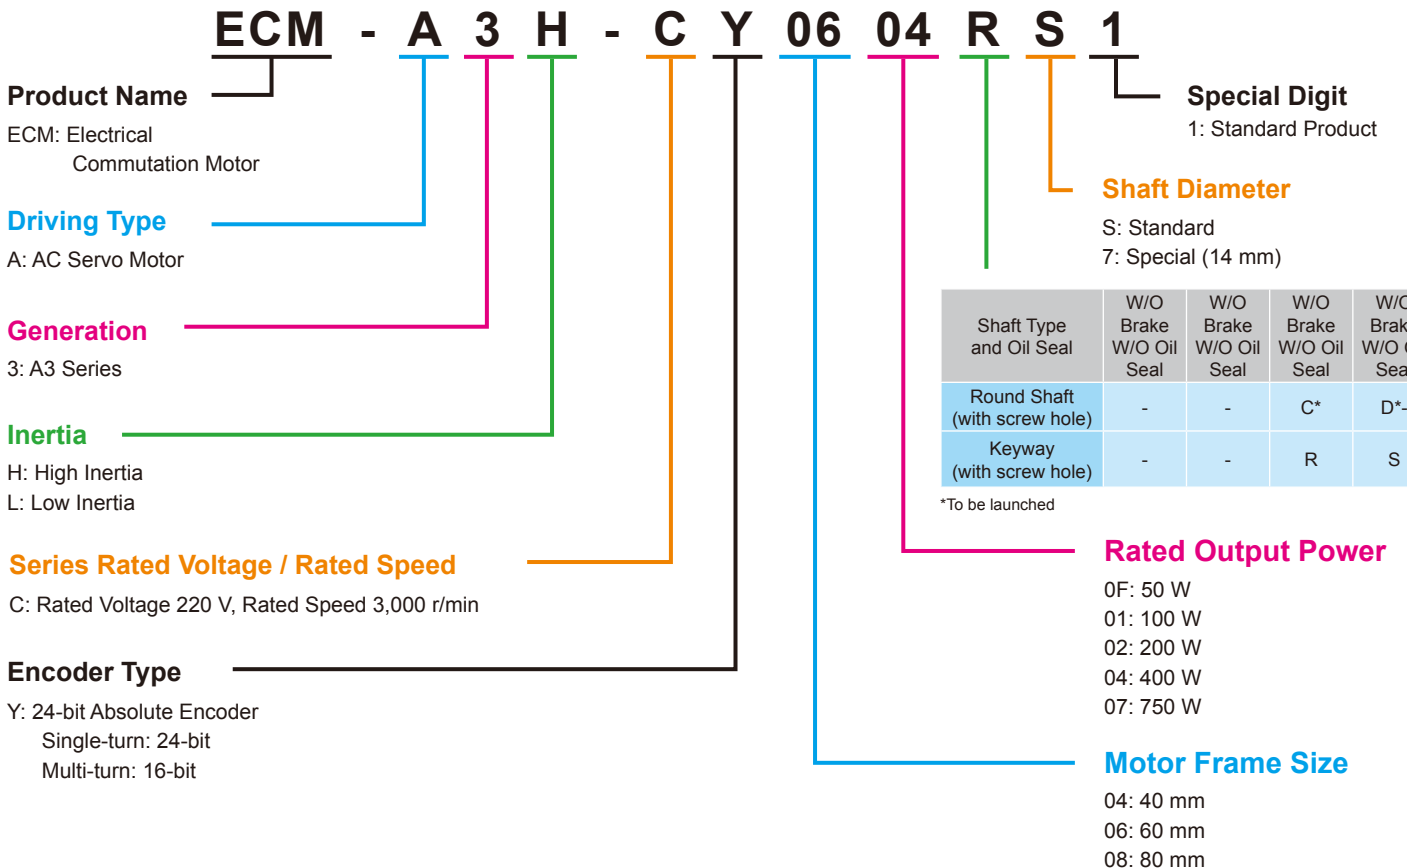 ECM - A 3 H - C Y 06 04 R S 1
Product Name
ECM: Electrical
Commutation Motor
Driving Type
A: AC Servo Motor
Generation
3: A3 Series
Inertia
H: High Inertia
L: Low Inertia
Series Rated Voltage / Rated Speed
C: Rated Voltage 220 V, Rated Speed 3,000 r/min
Encoder Type
Y: 24-bit Absolute Encoder
Single-turn: 24-bit
Multi-turn: 16-bit
Special Digit
1: Standard Product
Shaft Diameter
S: Standard
7: Special (14 mm)
Shaft Type and Oil Seal | W/O Brake W/O Oil Seal | W/O Brake W/O Oil Seal | W/O Brake W/O Oil Seal
Round Shaft (with screw hole) | - | - | C* | D*-
Keyway (with screw hole) | - | - | R | S
*To be launched
Rated Output Power
0F: 50 W
01: 100 W
02: 200 W
04: 400 W
07: 750 W
Motor Frame Size
04: 40 mm
06: 60 mm
08: 80 mm